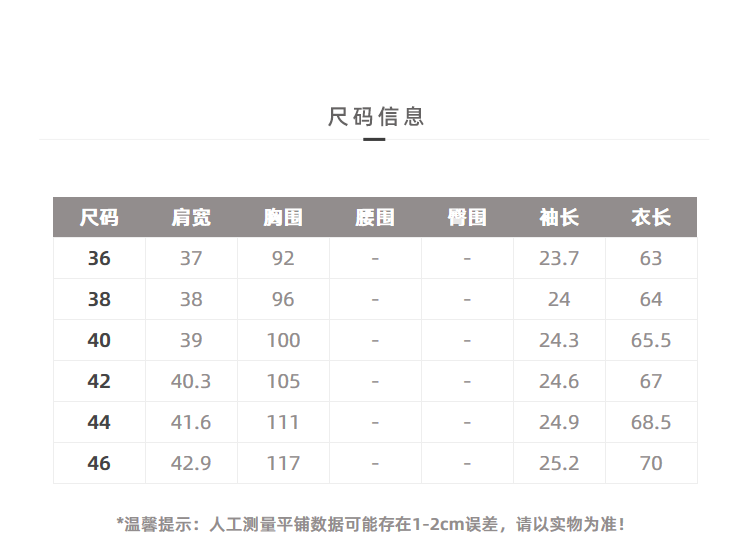 尺码信息
尺码 肩宽 胸围 腰围 臀围 袖长 衣长
36 37 92 - - 23.7 63
38 38 96 - - 24 64
40 39 100 - - 24.3 65.5
42 40.3 105 - - 24.6 67
44 41.6 111 - - 24.9 68.5
46 42.9 117 - - 25.2 70
*温馨提示：人工测量平铺数据可能存在1-2cm误差，请以实物为准！